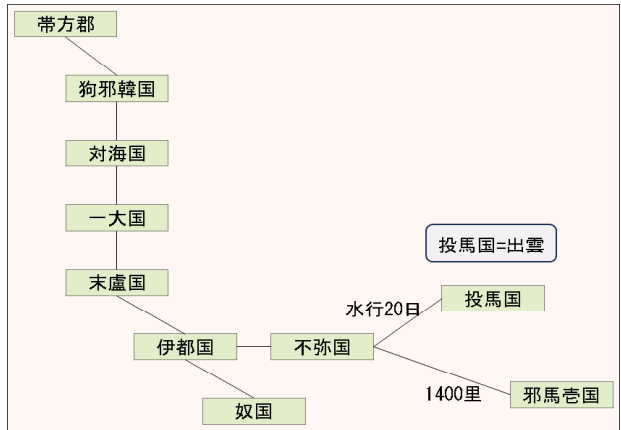 帯方郡
狗邪韓国
対海国
一大国
末盧国
投馬国=出雲
投馬国
水行20日
伊都国
不弥国
1400里
邪馬壱国
奴国